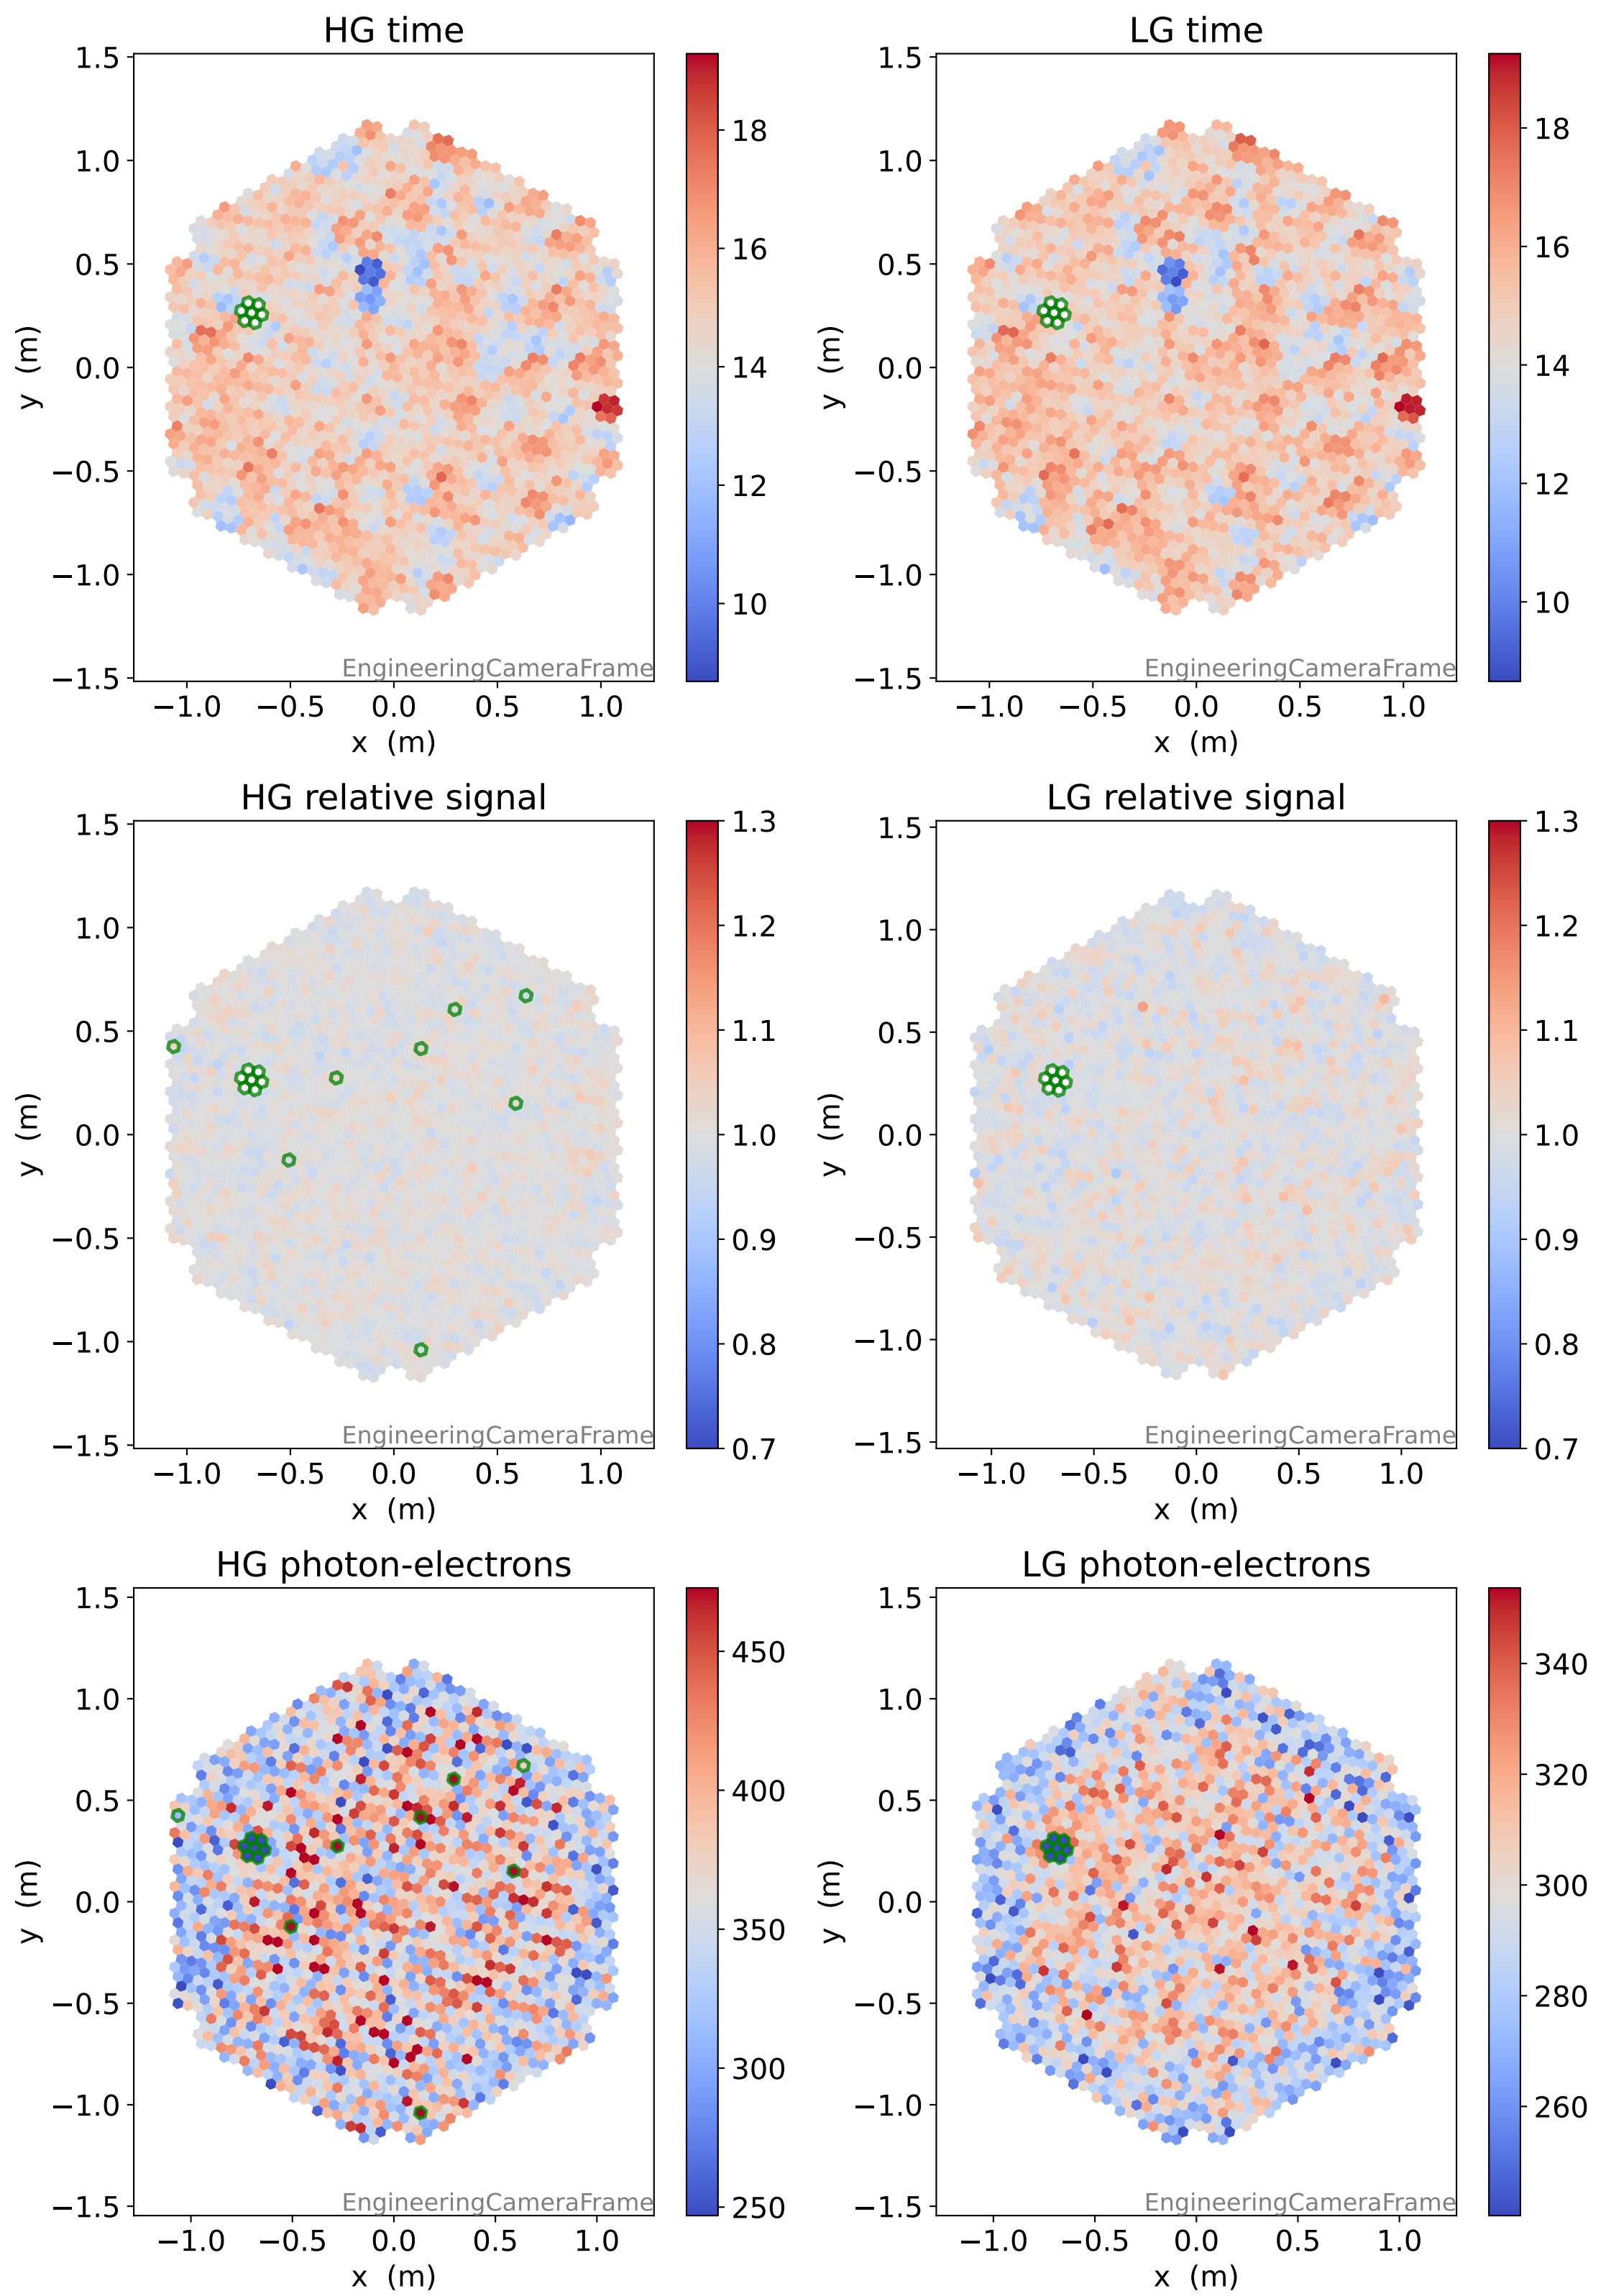 HG time
1.5
1.0
0.5
0.0
−0.5
−1.0
−1.5
y (m)
−1.0 −0.5 0.0 0.5 1.0
x (m)
EngineeringCameraFrame
18
16
14
12
10
LG time
1.5
1.0
0.5
0.0
−0.5
−1.0
−1.5
y (m)
−1.0 −0.5 0.0 0.5 1.0
x (m)
EngineeringCameraFrame
18
16
14
12
10
HG relative signal
1.5
1.0
0.5
0.0
−0.5
−1.0
−1.5
y (m)
−1.0 −0.5 0.0 0.5 1.0
x (m)
EngineeringCameraFrame
1.3
1.2
1.1
1.0
0.9
0.8
0.7
LG relative signal
1.5
1.0
0.5
0.0
−0.5
−1.0
−1.5
y (m)
−1.0 −0.5 0.0 0.5 1.0
x (m)
EngineeringCameraFrame
1.3
1.2
1.1
1.0
0.9
0.8
0.7
HG photon-electrons
1.5
1.0
0.5
0.0
−0.5
−1.0
−1.5
y (m)
−1.0 −0.5 0.0 0.5 1.0
x (m)
EngineeringCameraFrame
450
400
350
300
250
LG photon-electrons
1.5
1.0
0.5
0.0
−0.5
−1.0
−1.5
y (m)
−1.0 −0.5 0.0 0.5 1.0
x (m)
EngineeringCameraFrame
340
320
300
280
260